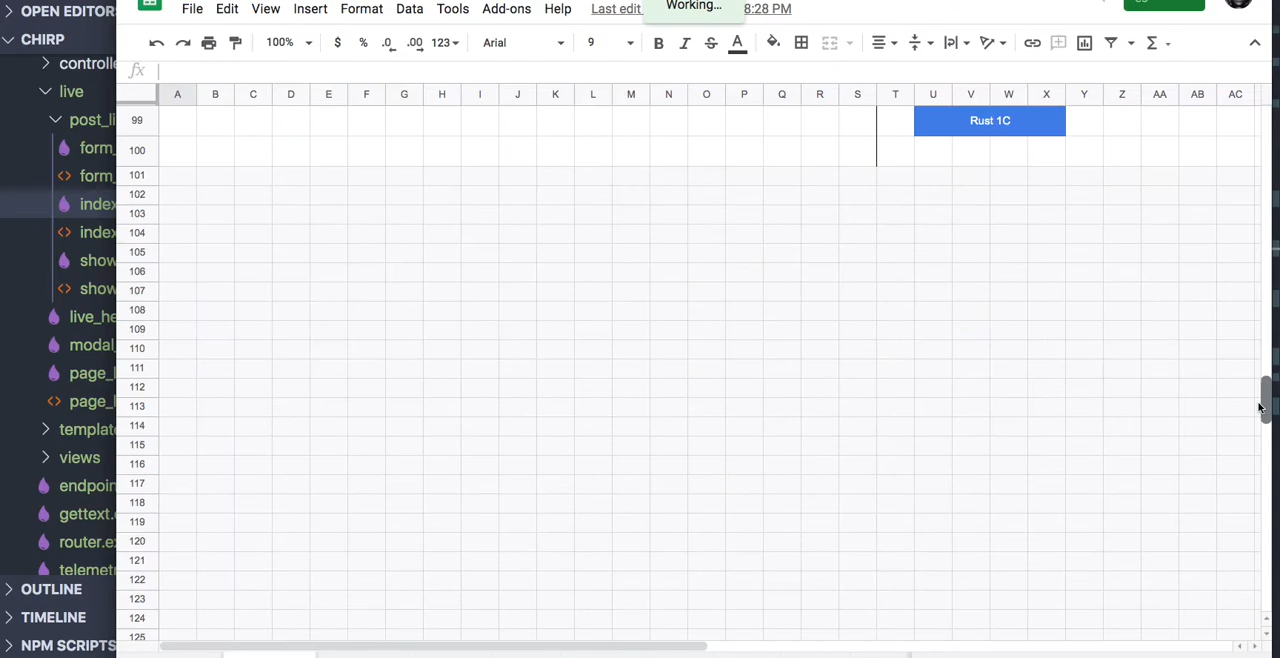 OPEN EDITOR
CHIRP
controlle
live
post_li
form_
form_
index
index
show
show
live_he
modal_
page_l
page_l
template
views
endpoin
gettext.
router.e
telemet
OUTLINE
TIMELINE
NPM SCRIPTS
File Edit View Insert Format Data Tools Add-ons Help Last edit Working... 8:28 PM
100% $ % .0 .00 123 Arial 9 B I S A Σ
fx
A B C D E F G H I J K L M N O P Q R S T U V W X Y Z AA AB AC
99 Rust 1C
100
101
102
103
104
105
106
107
108
109
110
111
112
113
114
115
116
117
118
119
120
121
122
123
124
125